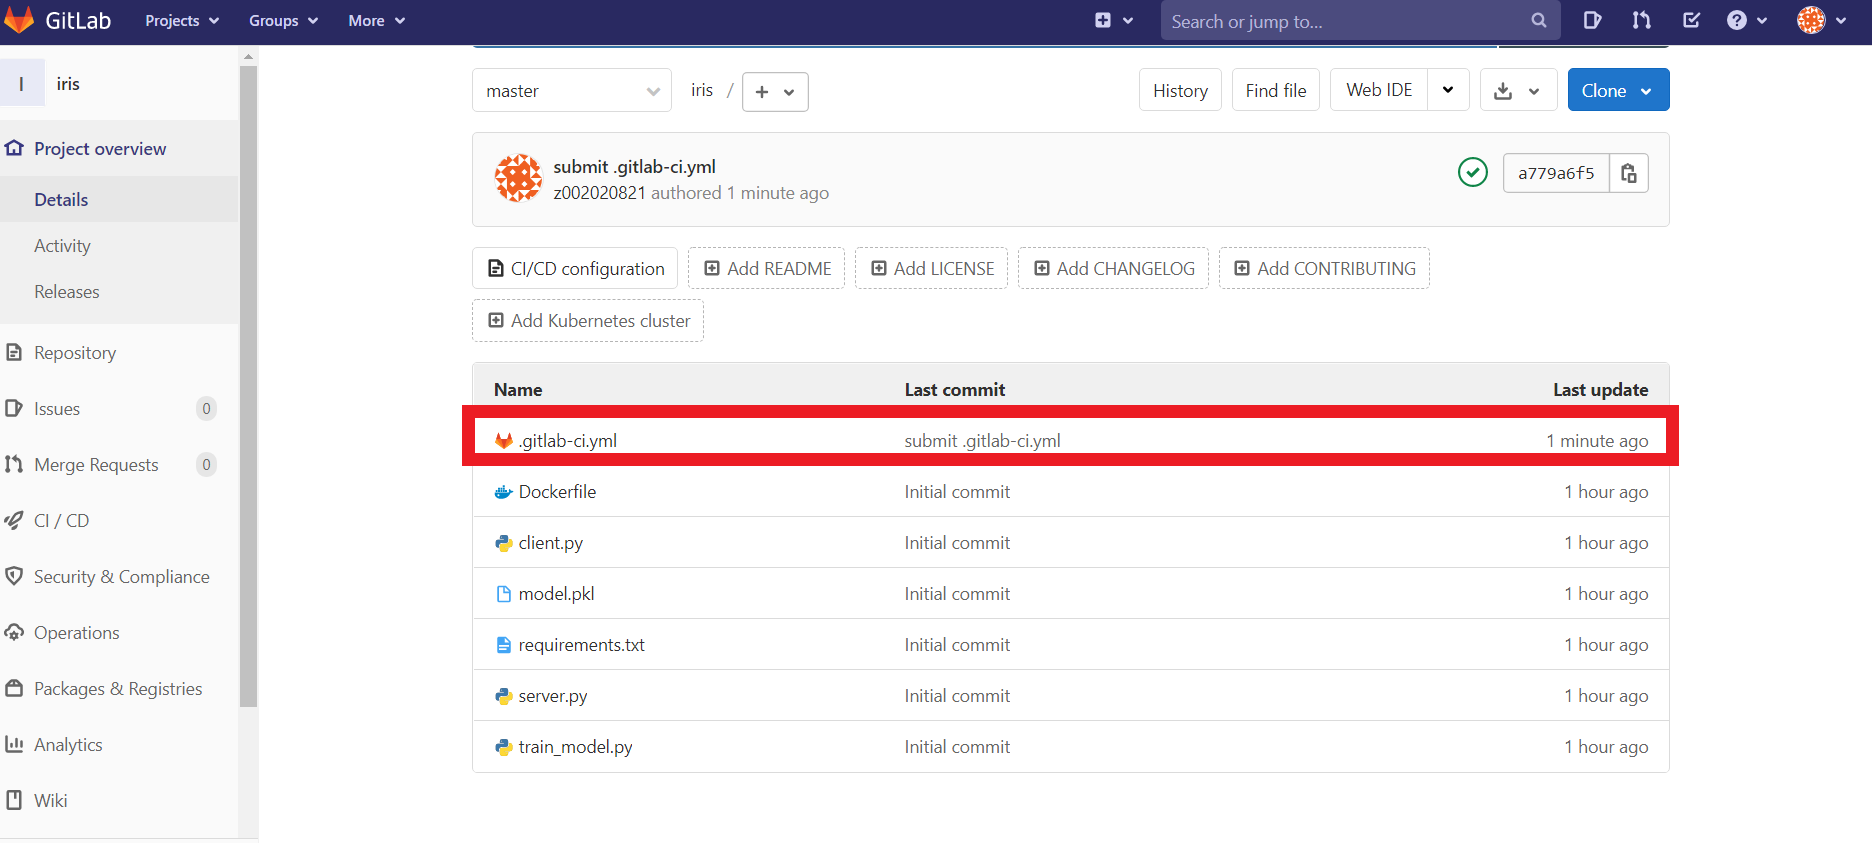 GitLab Projects Groups More Search or jump to...
I iris
Project overview
Details
Activity
Releases
Repository
Issues 0
Merge Requests 0
CI / CD
Security & Compliance
Operations
Packages & Registries
Analytics
Wiki
master iris / + History Find file Web IDE Clone
submit .gitlab-ci.yml
z002020821 authored 1 minute ago a779a6f5
CI/CD configuration Add README Add LICENSE Add CHANGELOG Add CONTRIBUTING
Add Kubernetes cluster
Name Last commit Last update
.gitlab-ci.yml submit .gitlab-ci.yml 1 minute ago
Dockerfile Initial commit 1 hour ago
client.py Initial commit 1 hour ago
model.pkl Initial commit 1 hour ago
requirements.txt Initial commit 1 hour ago
server.py Initial commit 1 hour ago
train_model.py Initial commit 1 hour ago